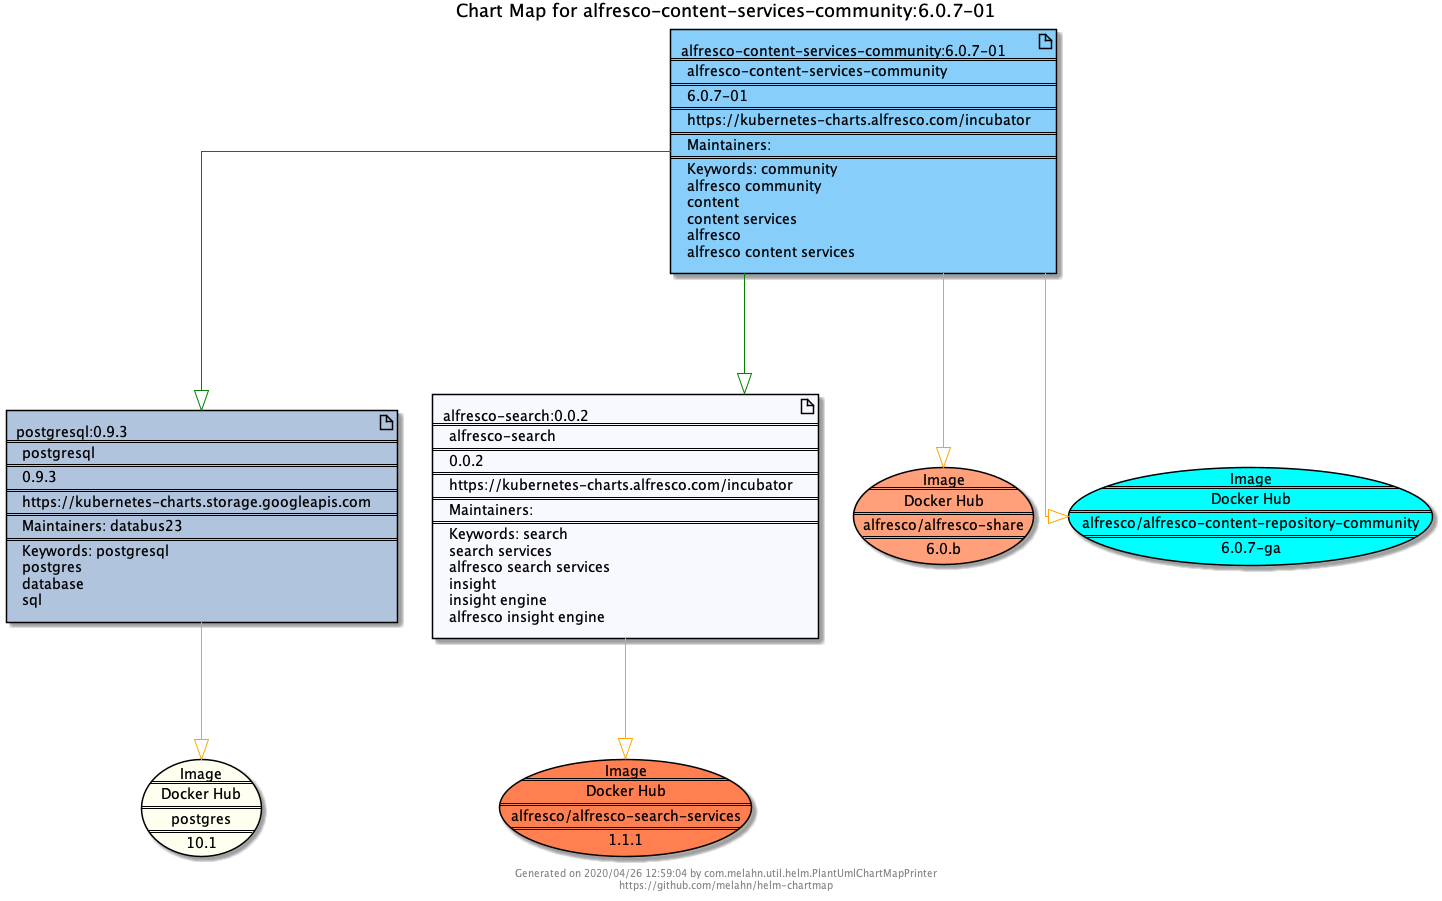 Chart Map for alfresco-content-services-community:6.0.7-01
alfresco-content-services-community:6.0.7-01
alfresco-content-services-community
6.0.7-01
https://kubernetes-charts.alfresco.com/incubator
Maintainers:
Keywords: community
alfresco community
content
content services
alfresco
alfresco content services
postgresql:0.9.3
postgresql
0.9.3
https://kubernetes-charts.storage.googleapis.com
Maintainers: databus23
Keywords: postgresql
postgres
database
sql
alfresco-search:0.0.2
alfresco-search
0.0.2
https://kubernetes-charts.alfresco.com/incubator
Maintainers:
Keywords: search
search services
alfresco search services
insight
insight engine
alfresco insight engine
Image
Docker Hub
alfresco/alfresco-share
6.0.b
Image
Docker Hub
alfresco/alfresco-content-repository-community
6.0.7-ga
Image
Docker Hub
postgres
10.1
Image
Docker Hub
alfresco/alfresco-search-services
1.1.1
Generated on 2020/04/26 12:59:04 by com.melahn.util.helm.PlantUmlChartMapPrinter
https://github.com/melahn/helm-chartmap